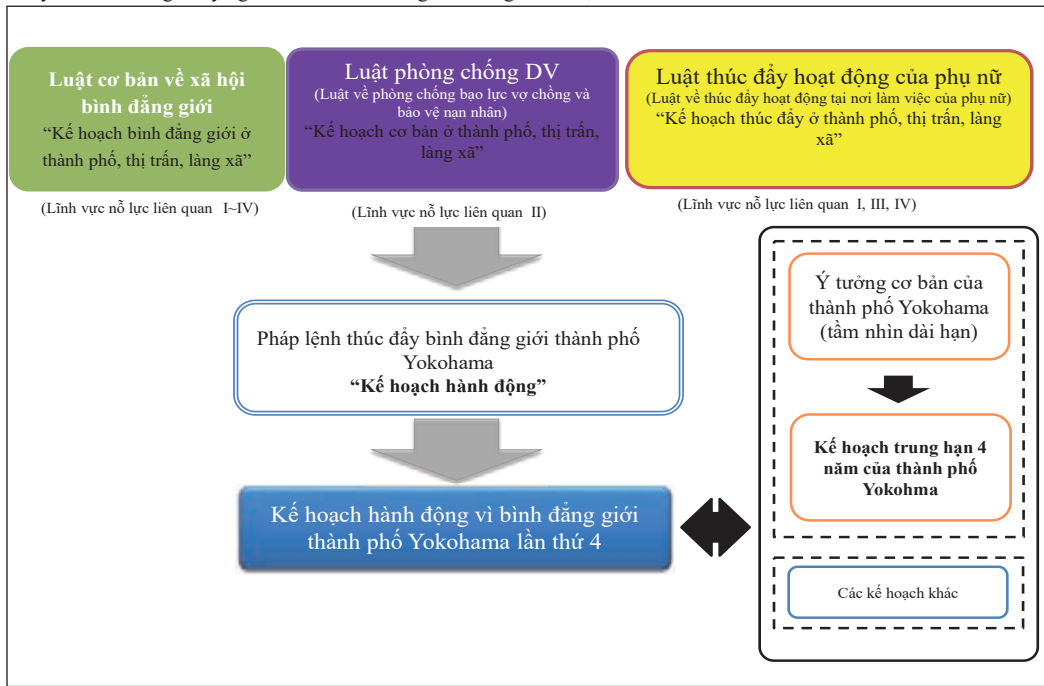 Luật cơ bản về xã hội
bình đẳng giới
“Kế hoạch bình đẳng giới ở
thành phố, thị trấn, làng xã”
(Lĩnh vực nỗ lực liên quan I~IV)
Luật phòng chống DV
(Luật về phòng chống bạo lực vợ chồng và
bảo vệ nạn nhân)
“Kế hoạch cơ bản ở thành phố, thị trấn,
làng xã”
(Lĩnh vực nỗ lực liên quan II)
Luật thúc đẩy hoạt động của phụ nữ
(Luật về thúc đẩy hoạt động tại nơi làm việc của phụ nữ)
“Kế hoạch thúc đẩy ở thành phố, thị trấn, làng
xã”
(Lĩnh vực nỗ lực liên quan I, III, IV)
Pháp lệnh thúc đẩy bình đẳng giới thành phố
Yokohama
“Kế hoạch hành động”
Kế hoạch hành động vì bình đẳng giới
thành phố Yokohama lần thứ 4
Ý tưởng cơ bản của
thành phố Yokohama
(tầm nhìn dài hạn)
Kế hoạch trung hạn 4
năm của thành phố
Yokohma
Các kế hoạch khác